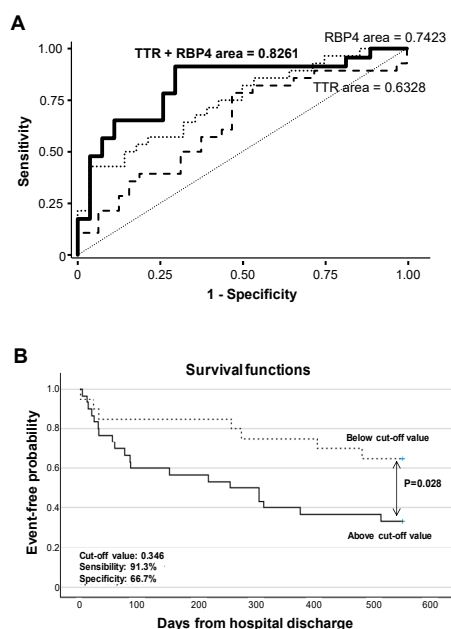 A
RBP4 area = 0.7423
TTR + RBP4 area = 0.8261
TTR area = 0.6328
1.00
0.75
0.50
0.25
0
Sensitivity
0 0.25 0.50 0.75 1.00
1 - Specificity
B
Survival functions
1.0
0.8
0.6
0.4
0.2
0
Event-free probability
Below cut-off value
P=0.028
Above cut-off value
Cut-off value: 0.346
Sensibility: 91.3%
Specificity: 66.7%
0 100 200 300 400 500 600
Days from hospital discharge